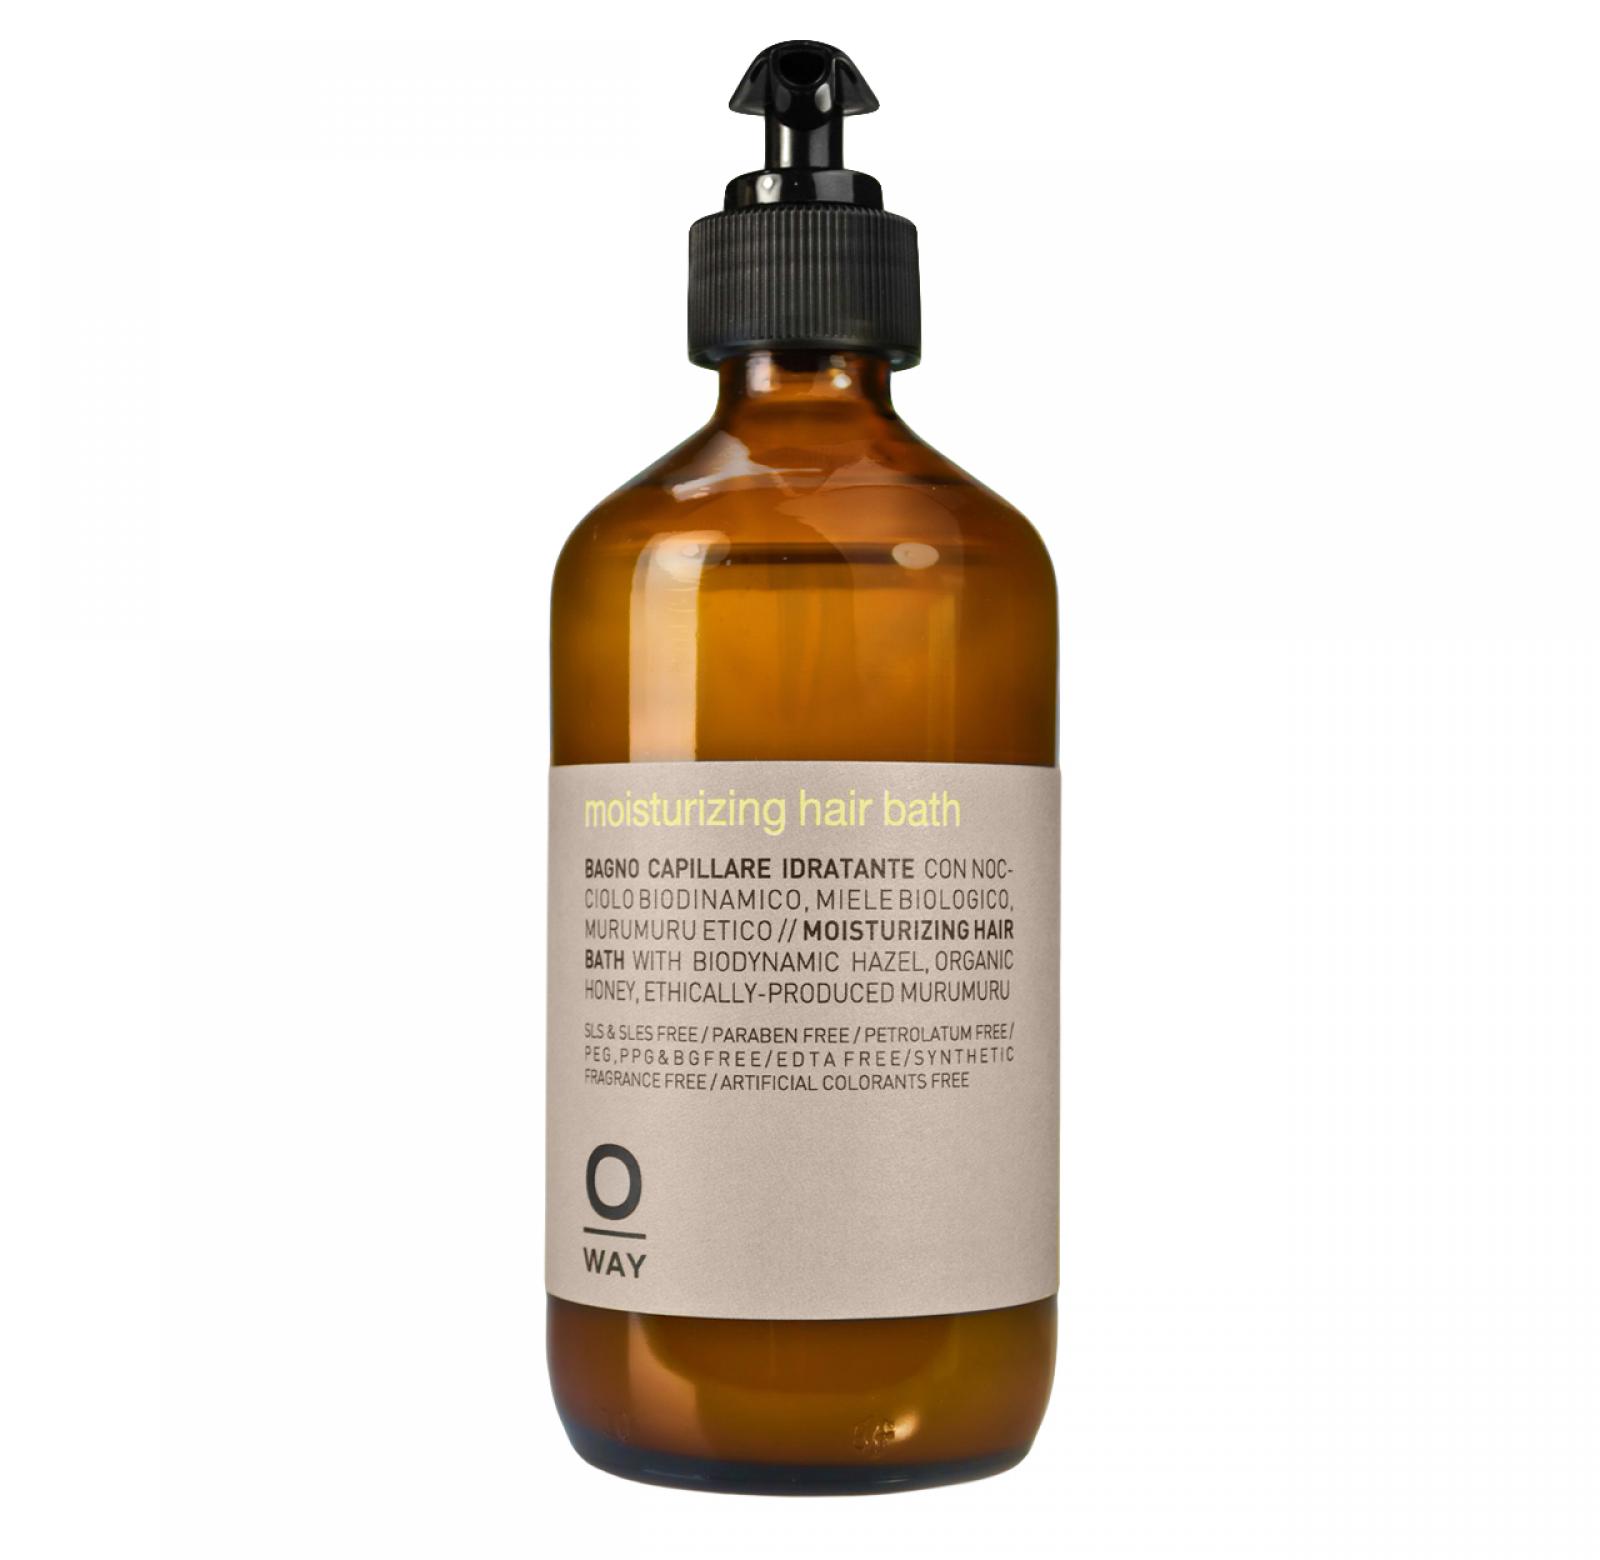 moisturizing hair bath
BAGNO CAPILLARE IDRATANTE CON NOC-
CIOLO BIODINAMICO, MIELE BIOLOGICO,
MURUMURU ETICO // MOISTURIZING HAIR
BATH WITH BIODYNAMIC HAZEL, ORGANIC
HONEY, ETHICALLY-PRODUCED MURUMURU
SLS & SLES FREE / PARABEN FREE / PETROLATUM FREE /
PEG, PPG & BG FREE / EDTA FREE / SYNTHETIC
FRAGRANCE FREE / ARTIFICIAL COLORANTS FREE
O
WAY